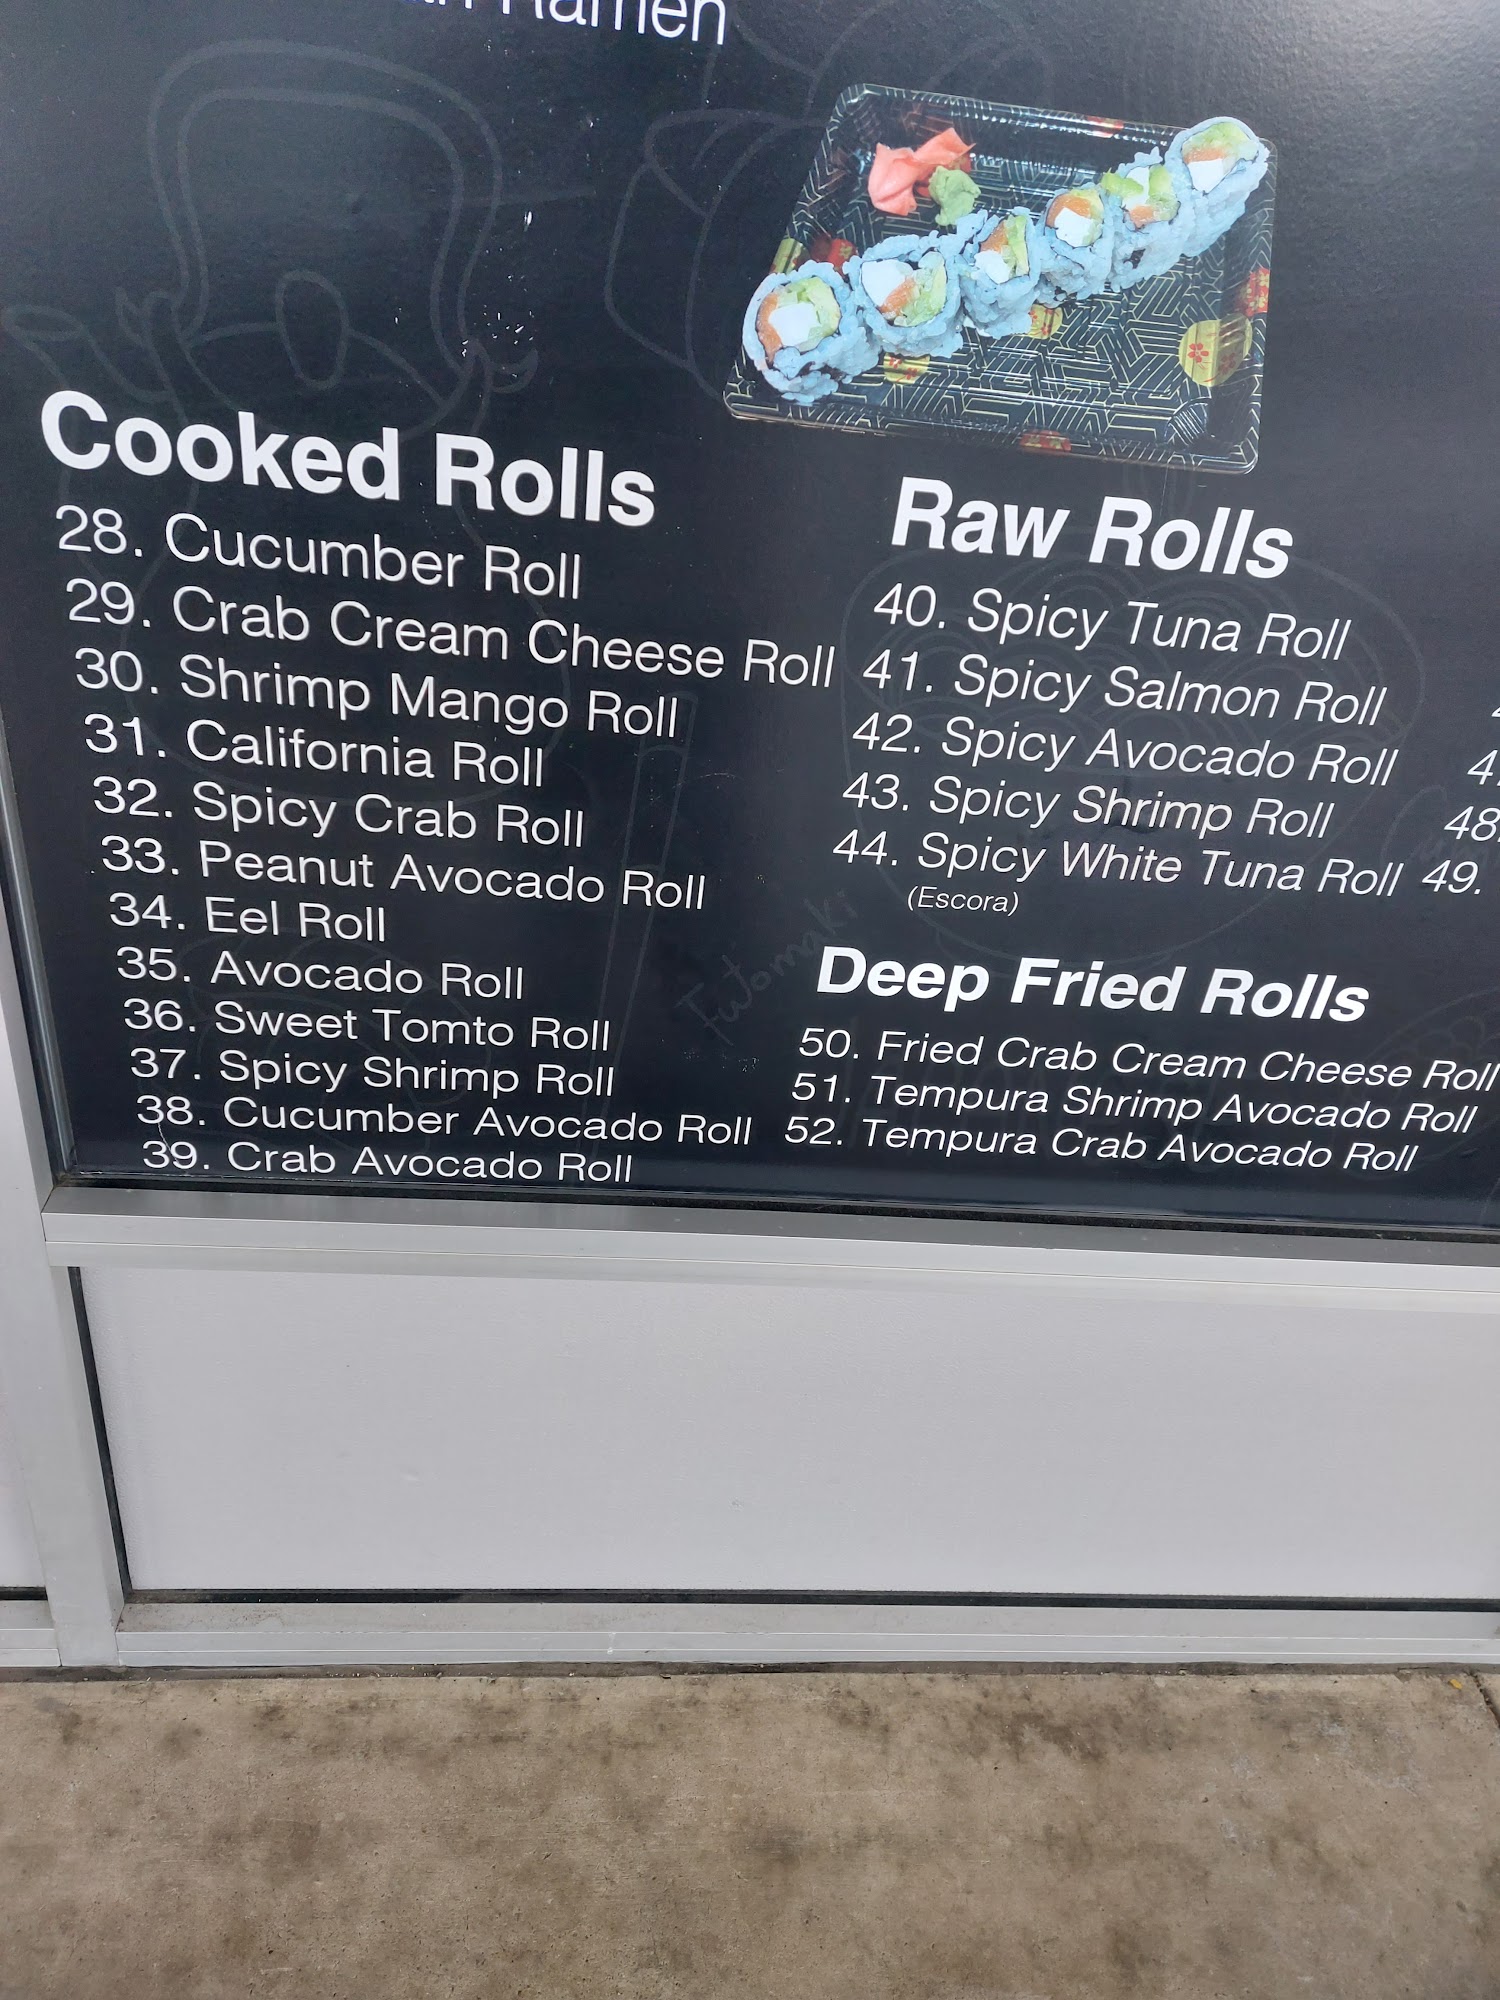 Ramen
Cooked Rolls
28. Cucumber Roll
29. Crab Cream Cheese Roll
30. Shrimp Mango Roll
31. California Roll
32. Spicy Crab Roll
33. Peanut Avocado Roll
34. Eel Roll
35. Avocado Roll
36. Sweet Tomto Roll
37. Spicy Shrimp Roll
38. Cucumber Avocado Roll
39. Crab Avocado Roll
Raw Rolls
40. Spicy Tuna Roll
41. Spicy Salmon Roll
42. Spicy Avocado Roll
43. Spicy Shrimp Roll
44. Spicy White Tuna Roll
(Escora)
Deep Fried Rolls
50. Fried Crab Cream Cheese Roll
51. Tempura Shrimp Avocado Roll
52. Tempura Crab Avocado Roll
48.
49.
Futomaki